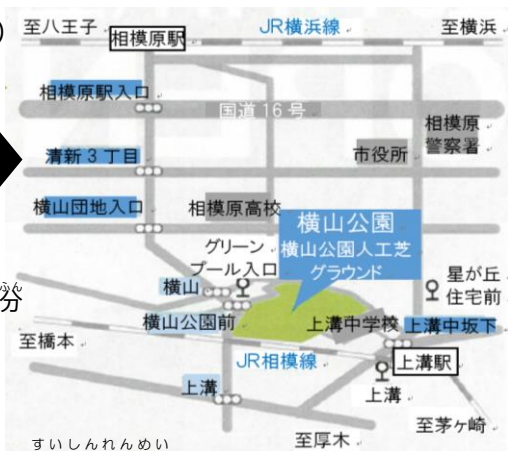 至八王子
相模原駅
JR横浜線
至横浜
相模原駅入口
国道16号
相模原
警察署
清新3丁目
市役所
横山団地入口
相模原高校
横山公園
横山公園人工芝
グラウンド
グリーン
プール入口
横山
星が丘
住宅前
ふん
分
横山公園前
上溝中学校
上溝中坂下
至橋本
JR相模線
上溝駅
上溝
上溝
至茅ヶ崎
至厚木
すいしんれんめい